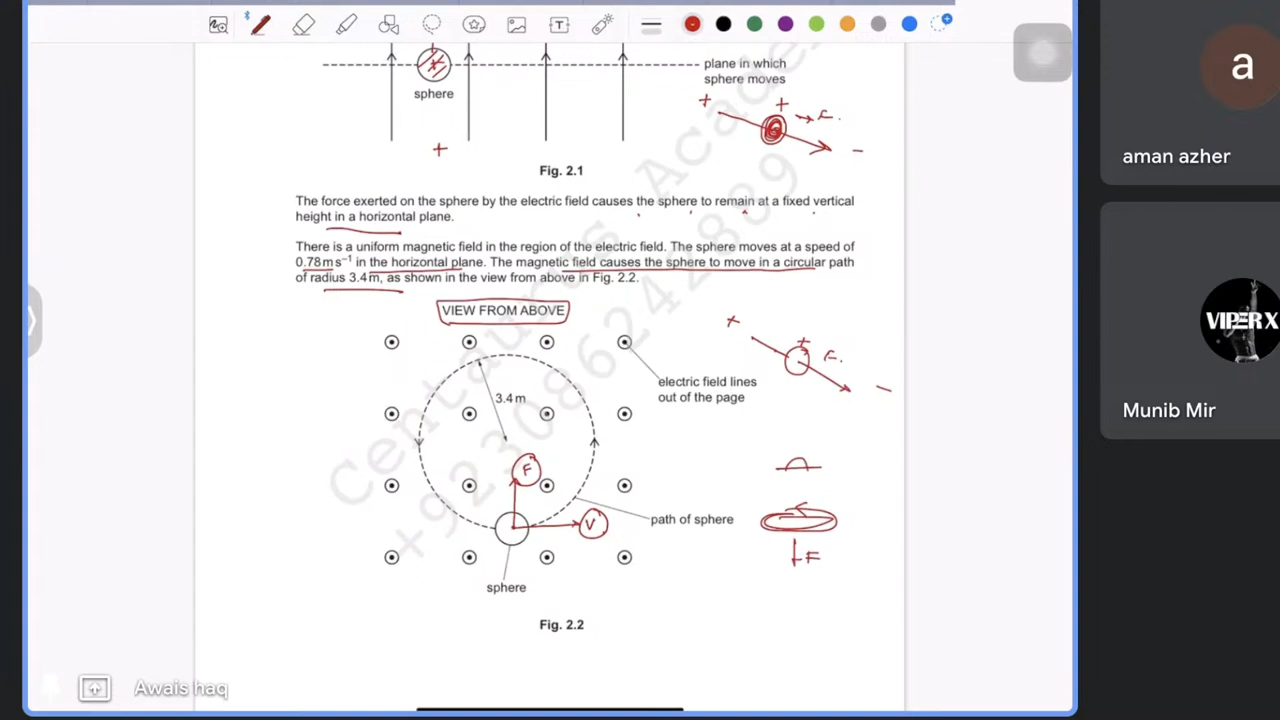 T
plane in which
sphere moves
sphere
+
+
→ F.
+
-
Fig. 2.1
The force exerted on the sphere by the electric field causes the sphere to remain at a fixed vertical
height in a horizontal plane.
There is a uniform magnetic field in the region of the electric field. The sphere moves at a speed of
0.78 m s⁻¹ in the horizontal plane. The magnetic field causes the sphere to move in a circular path
of radius 3.4 m, as shown in the view from above in Fig. 2.2.
VIEW FROM ABOVE
+
+
F.
-
electric field lines
out of the page
3.4 m
F
V
path of sphere
F
sphere
Fig. 2.2
Centaurus Academ
+923086242889
Awais haq
a
aman azher
VIPER X
Munib Mir